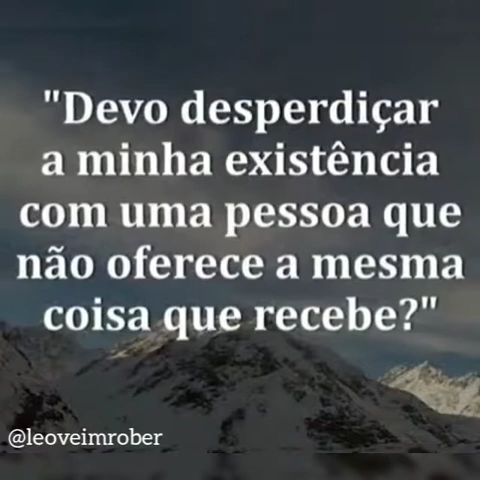 "Devo desperdiçar
a minha existência
com uma pessoa que
não oferece a mesma
coisa que recebe?"
@leoveimrober